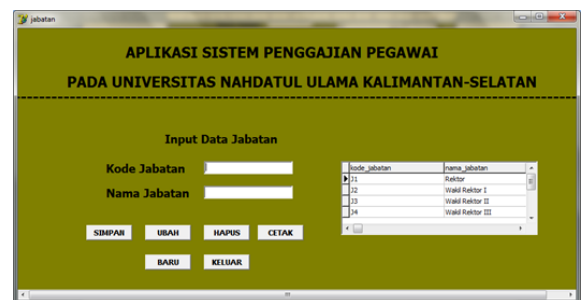 jabatan
APLIKASI SISTEM PENGGAJIAN PEGAWAI
PADA UNIVERSITAS NAHDATUL ULAMA KALIMANTAN-SELATAN
Input Data Jabatan
Kode Jabatan
Nama Jabatan
SIMPAN UBAH HAPUS CETAK
BARU KELUAR
kode_jabatan nama_jabatan
J1 Rektor
J2 Wakil Rektor I
J3 Wakil Rektor II
J4 Wakil Rektor III